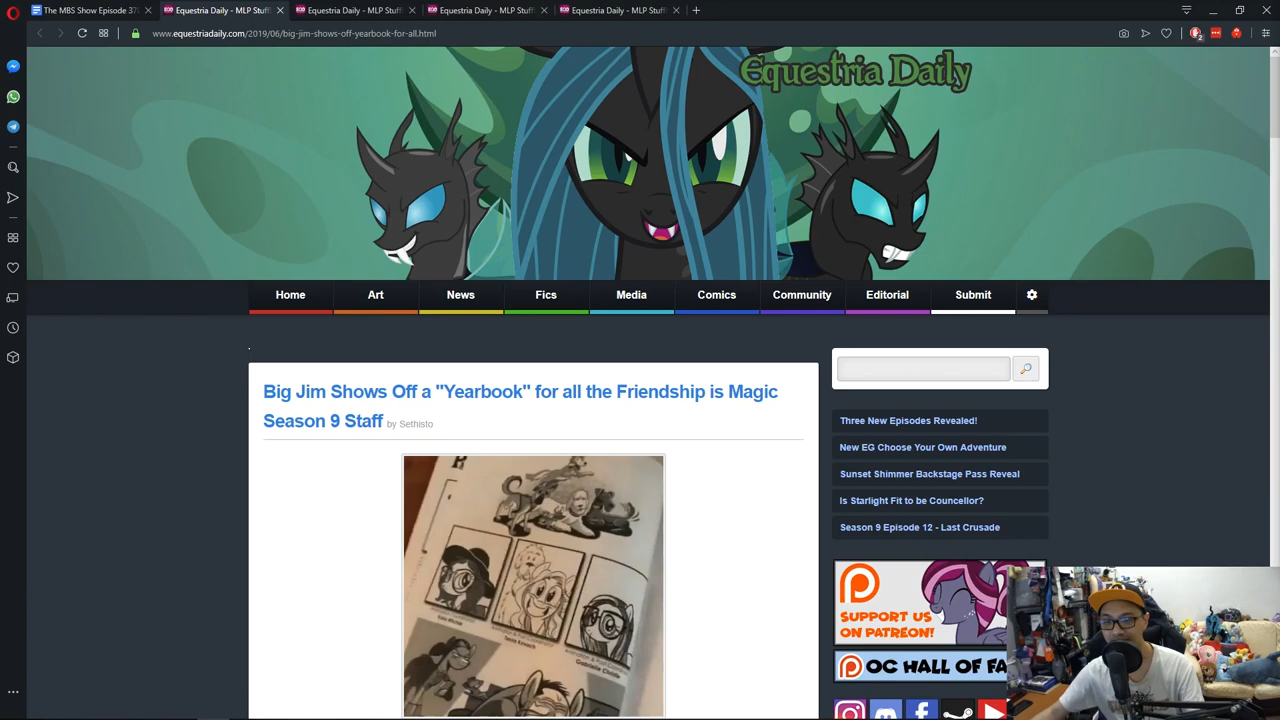 The MBS Show Episode 370
Equestria Daily - MLP Stuff!
Equestria Daily - MLP Stuff!
Equestria Daily - MLP Stuff!
Equestria Daily - MLP Stuff!
www.equestriadaily.com/2019/06/big-jim-shows-off-yearbook-for-all.html
2
Equestria Daily
Home
Art
News
Fics
Media
Comics
Community
Editorial
Submit
Big Jim Shows Off a "Yearbook" for all the Friendship is Magic
Season 9 Staff by Sethisto
Three New Episodes Revealed!
New EG Choose Your Own Adventure
Sunset Shimmer Backstage Pass Reveal
Is Starlight Fit to be Councellor?
Season 9 Episode 12 - Last Crusade
SUPPORT US
ON PATREON!
OC HALL OF FA